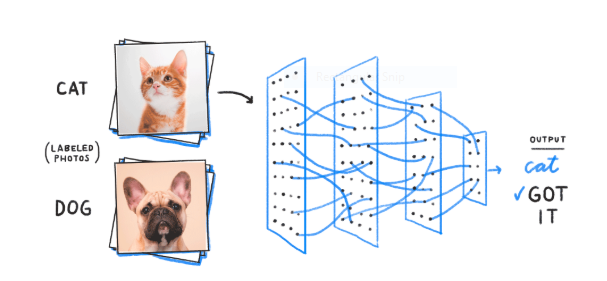 CAT
(LABELED
PHOTOS)
DOG
OUTPUT
cat
✓GOT
IT